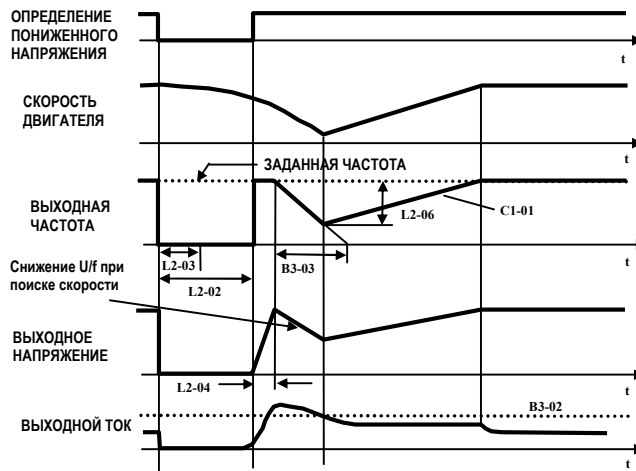 ОПРЕДЕЛЕНИЕ
ПОНИЖЕННОГО
НАПРЯЖЕНИЯ
t
СКОРОСТЬ
ДВИГАТЕЛЯ
t
ЗАДАННАЯ ЧАСТОТА
ВЫХОДНАЯ
ЧАСТОТА
L2-06
C1-01
t
L2-03
B3-03
L2-02
Снижение U/f при
поиске скорости
ВЫХОДНОЕ
НАПРЯЖЕНИЕ
t
L2-04
B3-02
ВЫХОДНОЙ ТОК
t